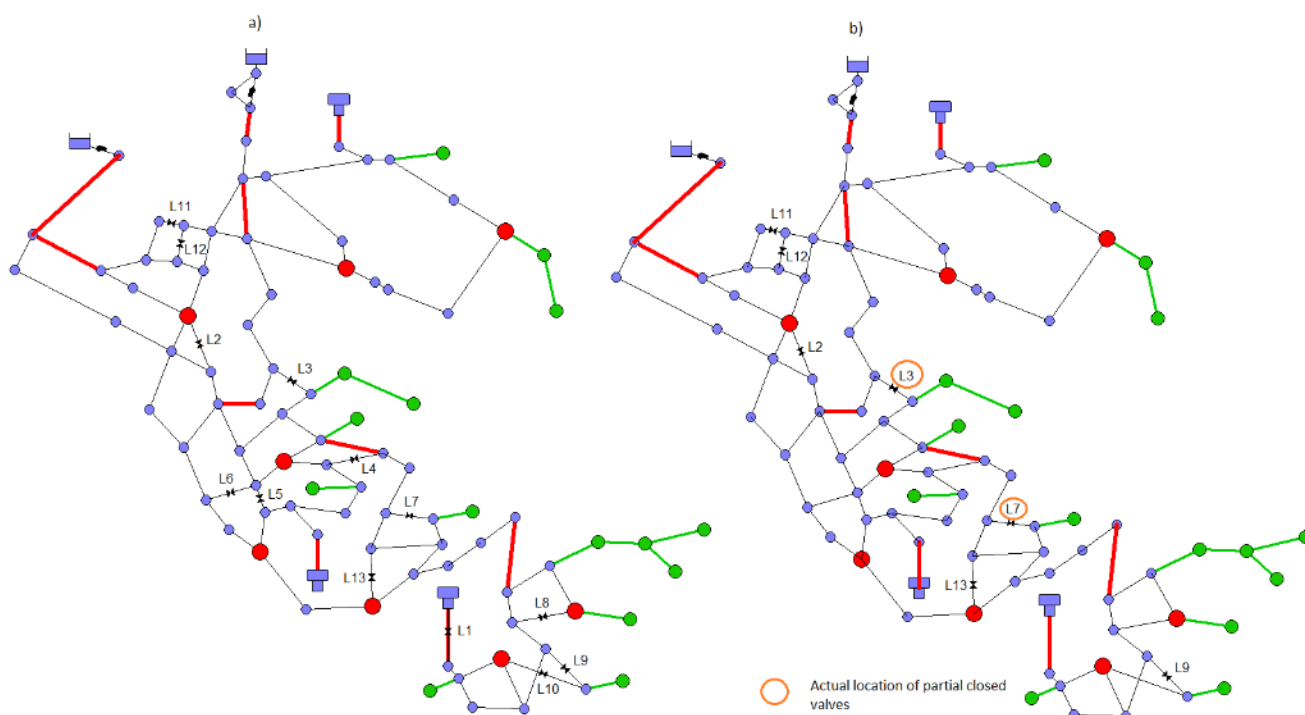 a)
b)
L11
L12
L2
L3
L6
L5
L4
L7
L13
L1
L8
L9
L10
L11
L12
L2
L3
L7
L13
L9
Actual location of partial closed
valves